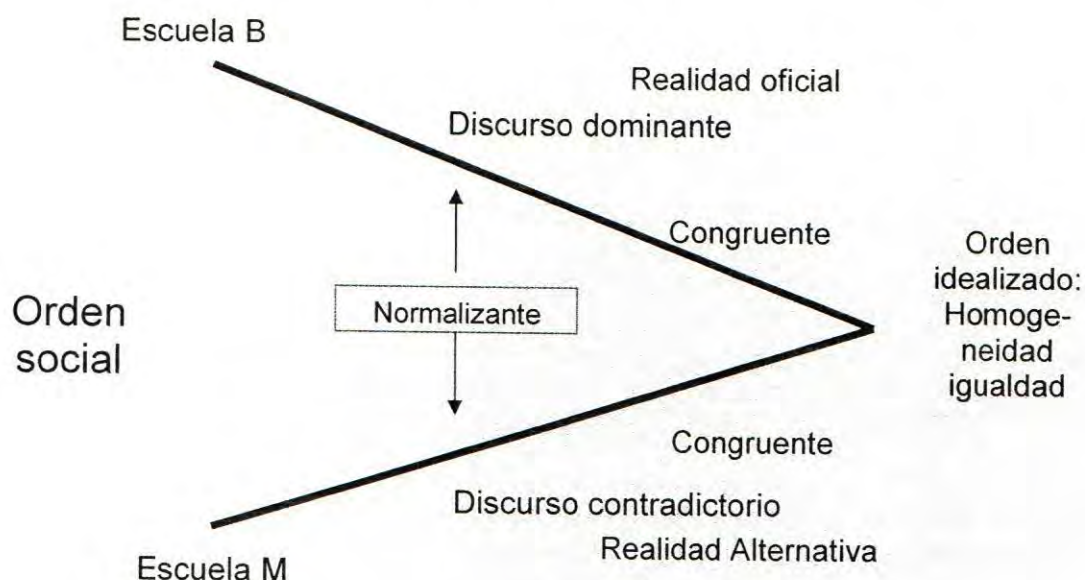 Escuela B
Realidad oficial
Discurso dominante
Congruente
Orden
idealizado:
Homoge-
neidad
igualdad
Normalizante
Orden
social
Congruente
Discurso contradictorio
Realidad Alternativa
Escuela M